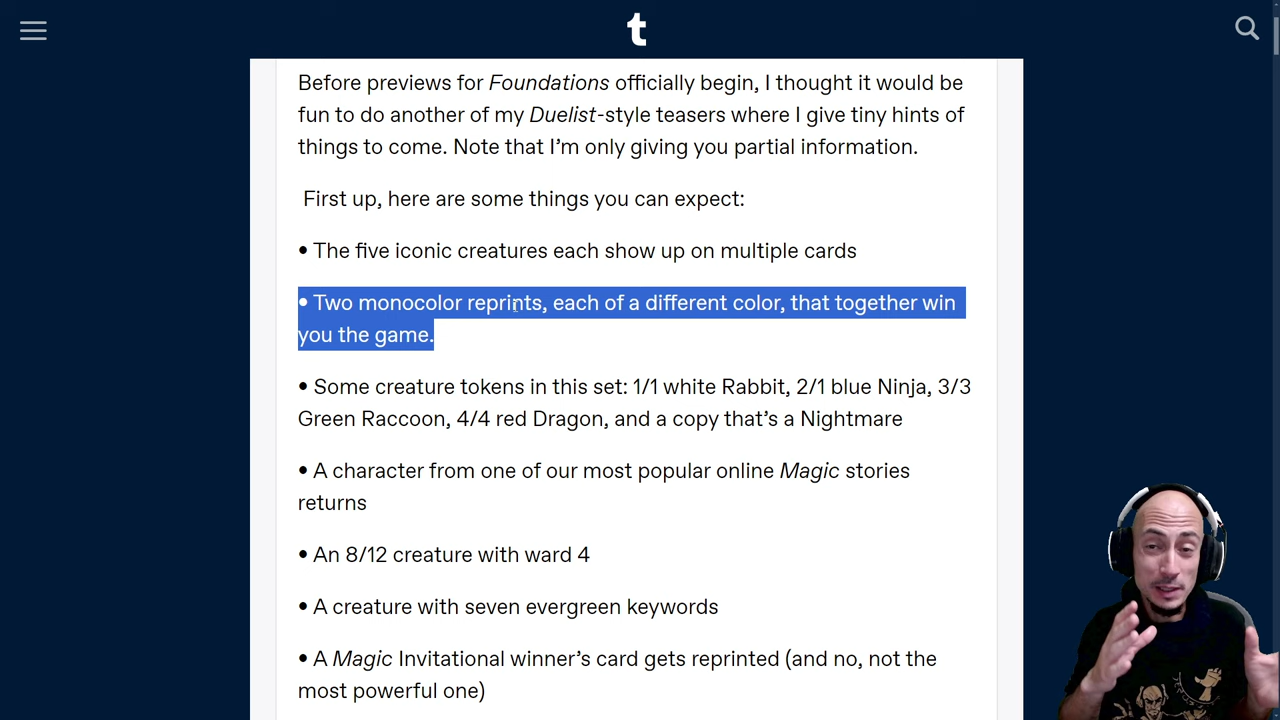 t
Before previews for Foundations officially begin, I thought it would be
fun to do another of my Duelist-style teasers where I give tiny hints of
things to come. Note that I’m only giving you partial information.
First up, here are some things you can expect:
• The five iconic creatures each show up on multiple cards
• Two monocolor reprints, each of a different color, that together win
you the game.
• Some creature tokens in this set: 1/1 white Rabbit, 2/1 blue Ninja, 3/3
Green Raccoon, 4/4 red Dragon, and a copy that’s a Nightmare
• A character from one of our most popular online Magic stories
returns
• An 8/12 creature with ward 4
• A creature with seven evergreen keywords
• A Magic Invitational winner’s card gets reprinted (and no, not the
most powerful one)